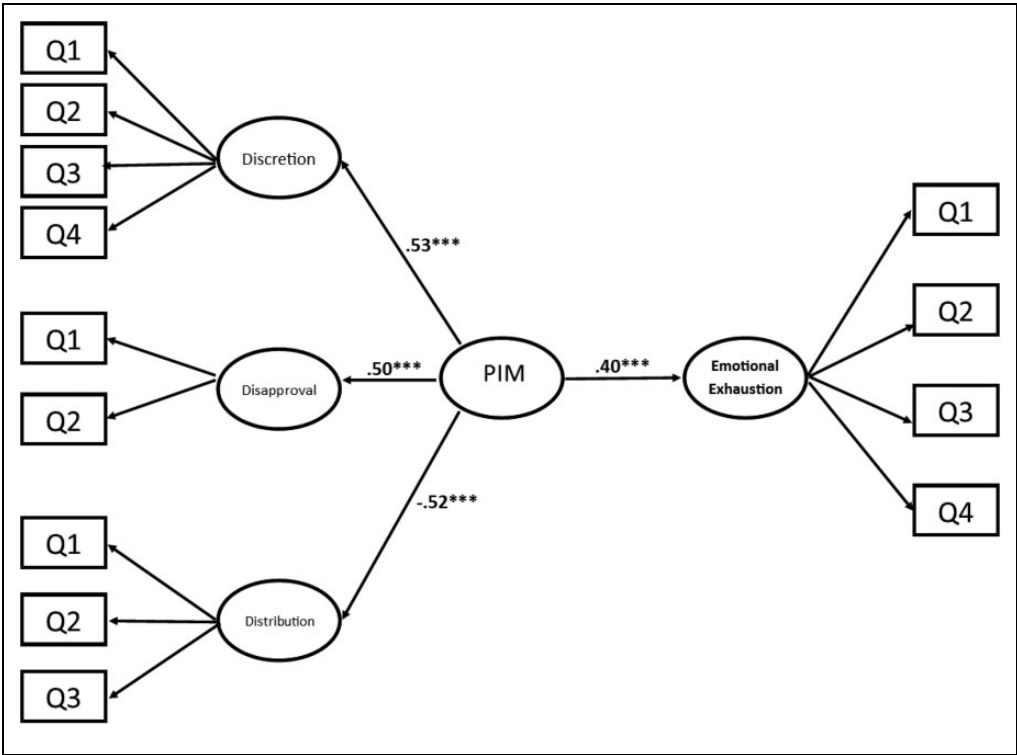 Q1
Q2
Q3
Q4
Discretion
.53***
Q1
Q2
Disapproval
.50***
PIM
.40***
Emotional
Exhaustion
Q1
Q2
Q3
Q4
-.52***
Q1
Q2
Q3
Distribution